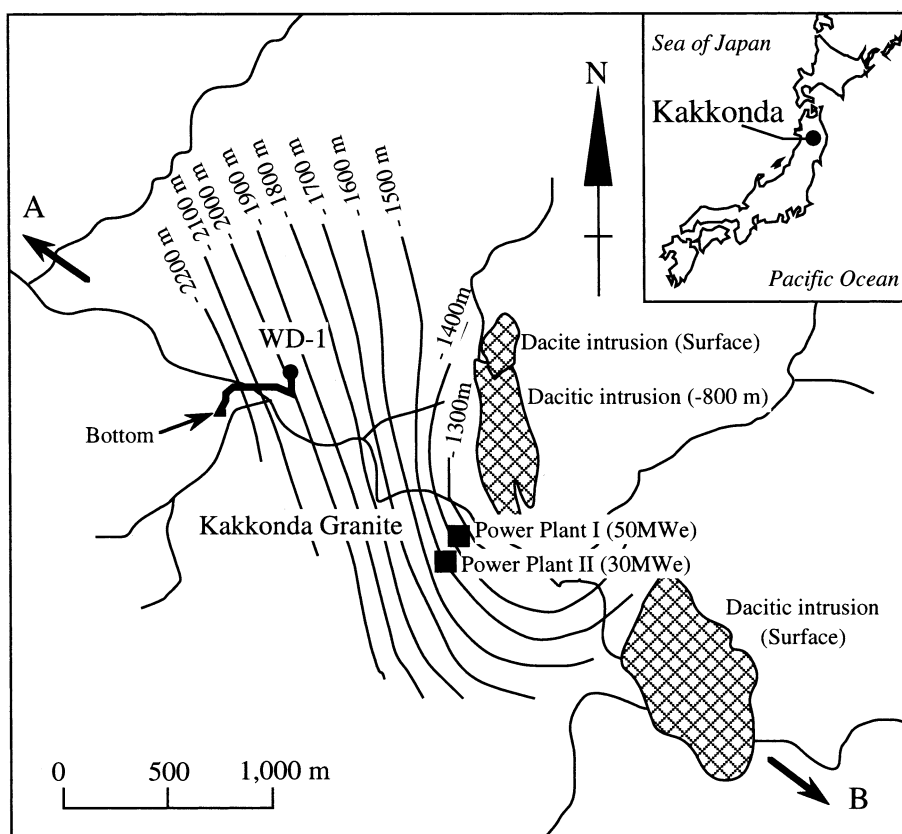 Sea of Japan
Kakkonda
Pacific Ocean
N
A
- 2200 m
- 2100 m
- 2000 m
- 1900 m
- 1800 m
- 1700 m
- 1600 m
- 1500 m
- 1400m
- 1300m
WD-1
Bottom
Dacite intrusion (Surface)
Dacitic intrusion (-800 m)
Kakkonda Granite
Power Plant I (50MWe)
Power Plant II (30MWe)
Dacitic intrusion
(Surface)
0 500 1,000 m
B